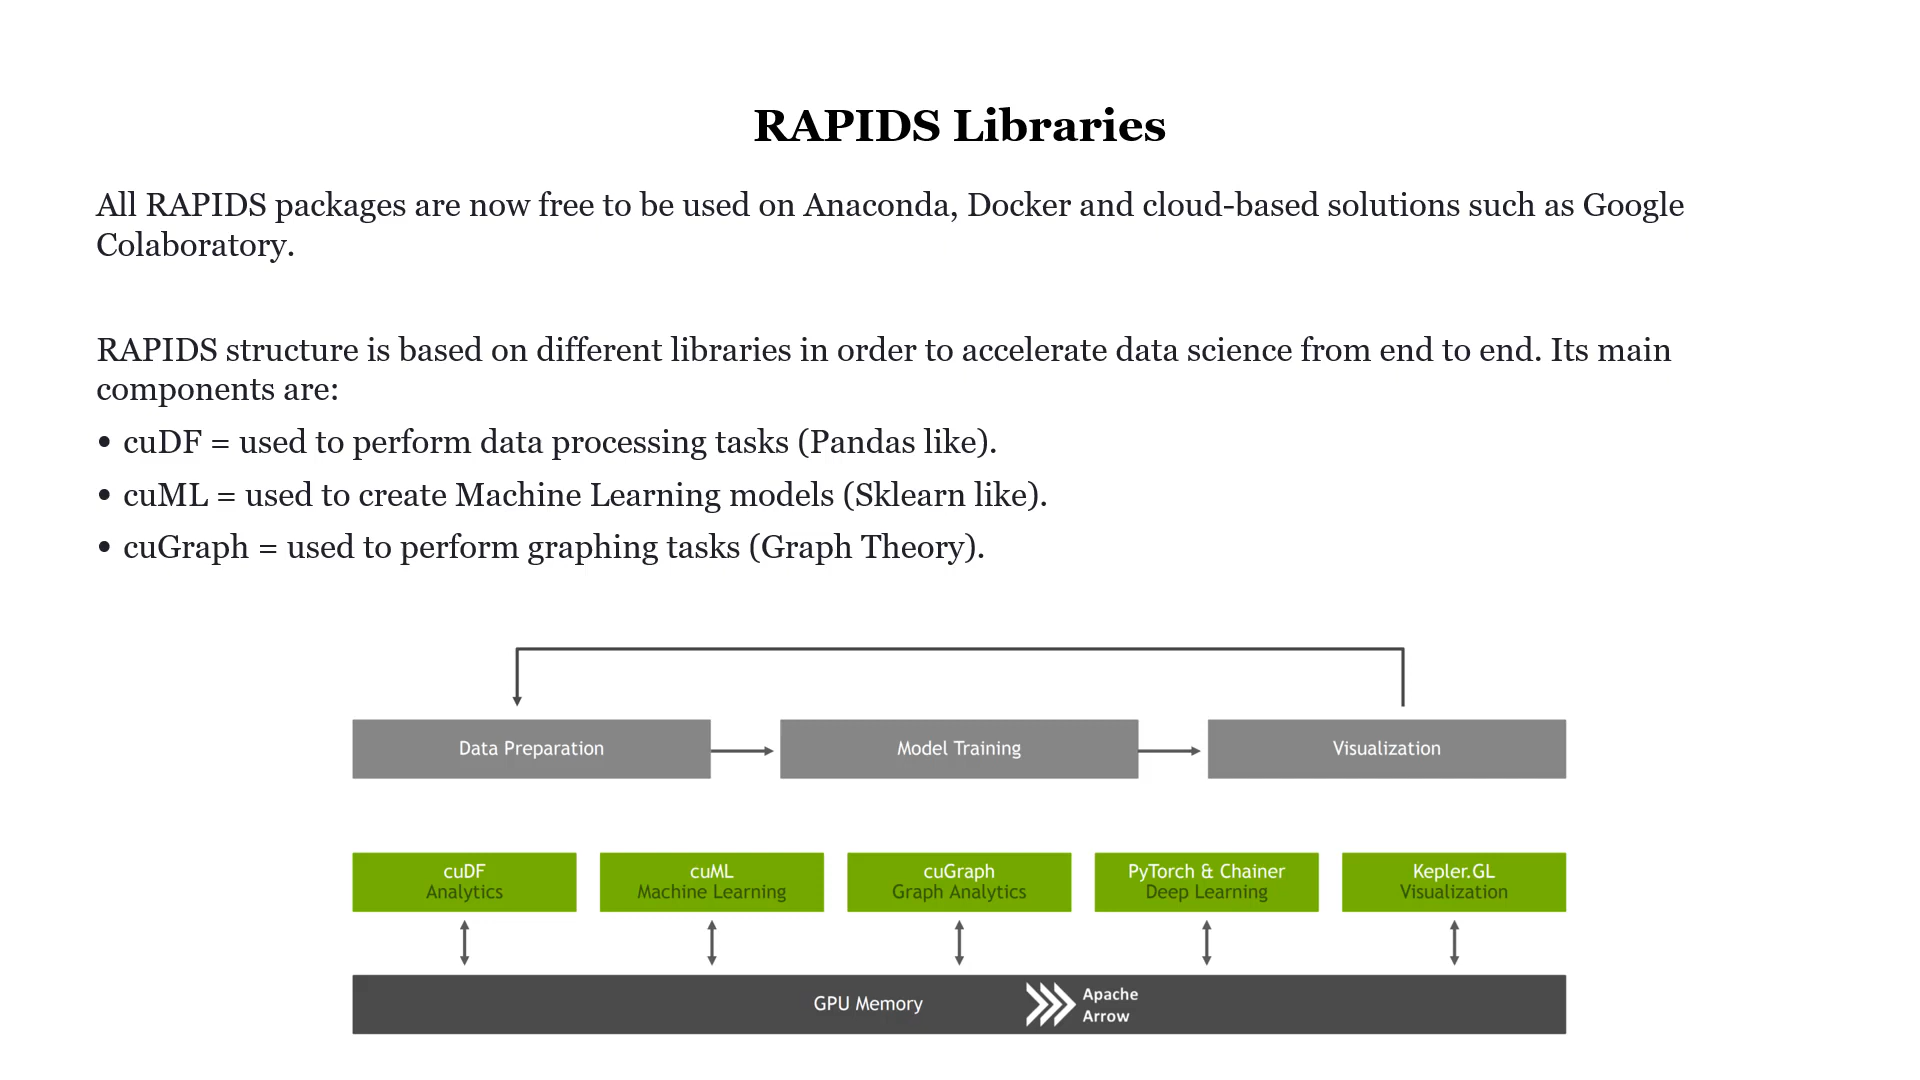 RAPIDS Libraries
All RAPIDS packages are now free to be used on Anaconda, Docker and cloud-based solutions such as Google
Colaboratory.
RAPIDS structure is based on different libraries in order to accelerate data science from end to end. Its main
components are:
• cuDF = used to perform data processing tasks (Pandas like).
• cuML = used to create Machine Learning models (Sklearn like).
• cuGraph = used to perform graphing tasks (Graph Theory).
Data Preparation
Model Training
Visualization
cuDF
Analytics
cuML
Machine Learning
cuGraph
Graph Analytics
PyTorch & Chainer
Deep Learning
Kepler.GL
Visualization
GPU Memory
Apache
Arrow